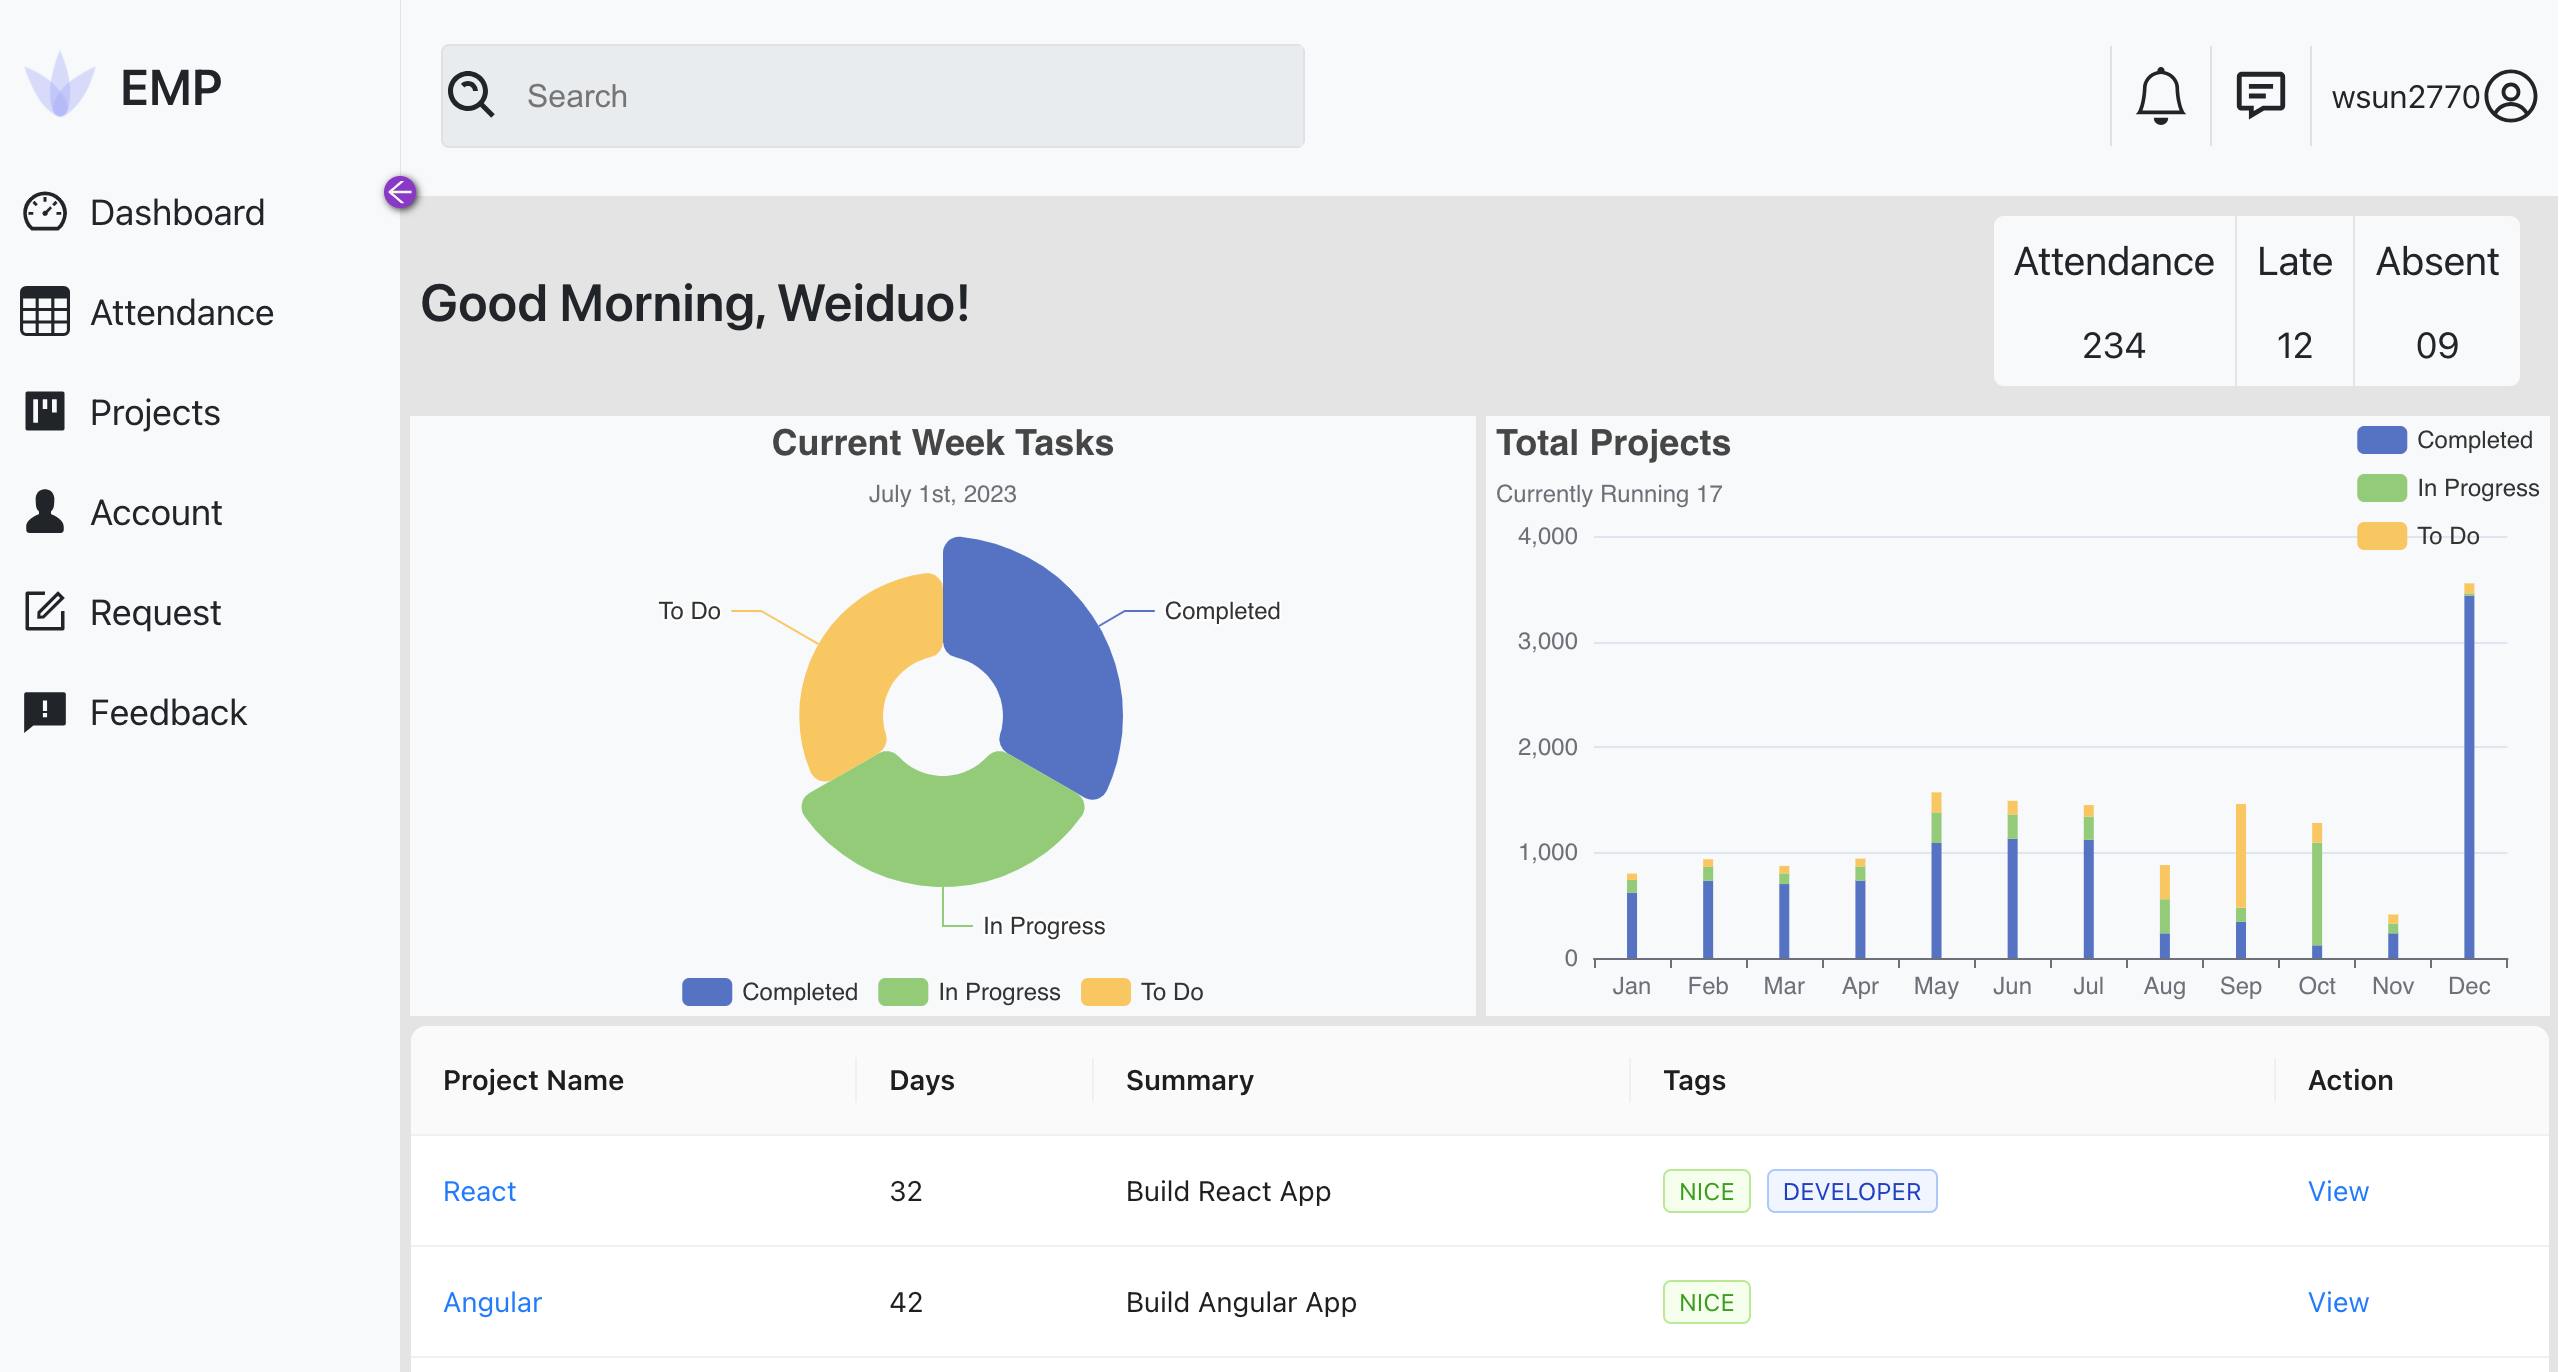 EMP
Dashboard
Attendance
Projects
Account
Request
Feedback
Search
wsun2770
Good Morning, Weiduo!
Attendance Late Absent
234 12 09
Current Week Tasks
July 1st, 2023
To Do
Completed
In Progress
Completed In Progress To Do
Total Projects
Currently Running 17
Completed
In Progress
To Do
4,000
3,000
2,000
1,000
0
Jan Feb Mar Apr May Jun Jul Aug Sep Oct Nov Dec
Project Name Days Summary Tags Action
React 32 Build React App NICE DEVELOPER View
Angular 42 Build Angular App NICE View